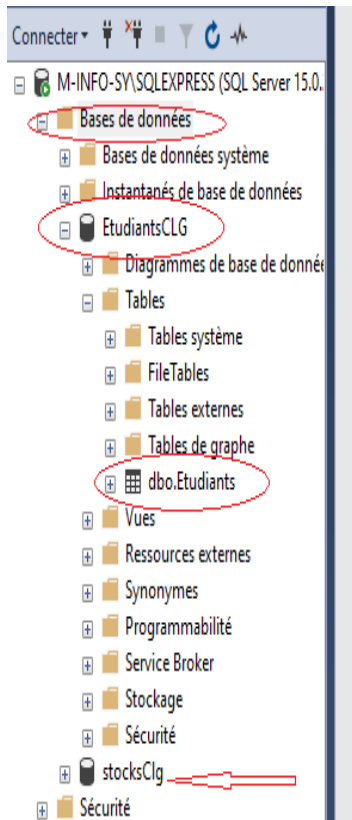 Connecter
M-INFO-SY\SQLEXPRESS (SQL Server 15.0.
Bases de données
Bases de données système
Instantanés de base de données
EtudiantsCLG
Diagrammes de base de donnée
Tables
Tables système
FileTables
Tables externes
Tables de graphe
dbo.Etudiants
Vues
Ressources externes
Synonymes
Programmabilité
Service Broker
Stockage
Sécurité
stocksClg
Sécurité